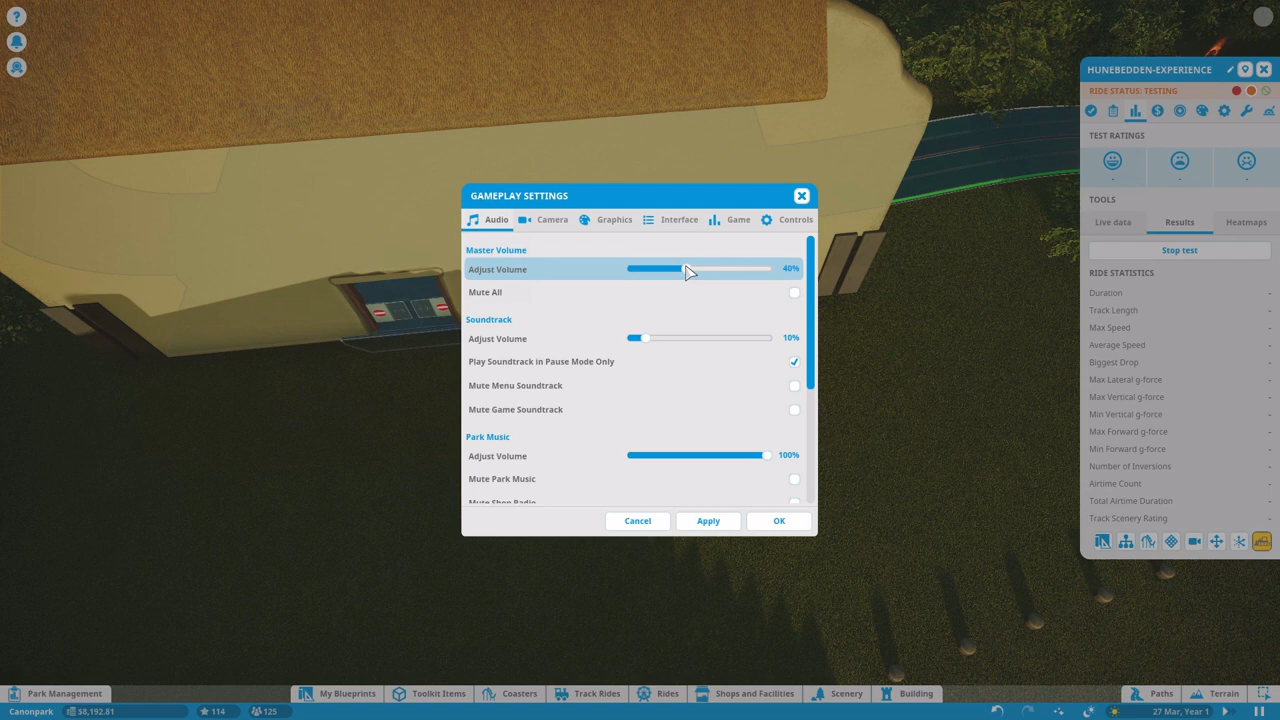 ?
HUNEBEDDEN-EXPERIENCE
RIDE STATUS: TESTING
TEST RATINGS
- - -
TOOLS
Live data Results Heatmaps
Stop test
RIDE STATISTICS
Duration -
Track Length -
Max Speed -
Average Speed -
Biggest Drop -
Max Lateral g-force -
Max Vertical g-force -
Min Vertical g-force -
Max Forward g-force -
Min Forward g-force -
Number of Inversions -
Airtime Count -
Total Airtime Duration -
Track Scenery Rating -
GAMEPLAY SETTINGS
Audio Camera Graphics Interface Game Controls
Master Volume
Adjust Volume 40%
Mute All
Soundtrack
Adjust Volume 10%
Play Soundtrack in Pause Mode Only
Mute Menu Soundtrack
Mute Game Soundtrack
Park Music
Adjust Volume 100%
Mute Park Music
Mute Shop Radio
Cancel Apply OK
Park Management My Blueprints Toolkit Items Coasters Track Rides Rides Shops and Facilities Scenery Building Paths Terrain
Canonpark $8,192.81 114 125 27 Mar, Year 1